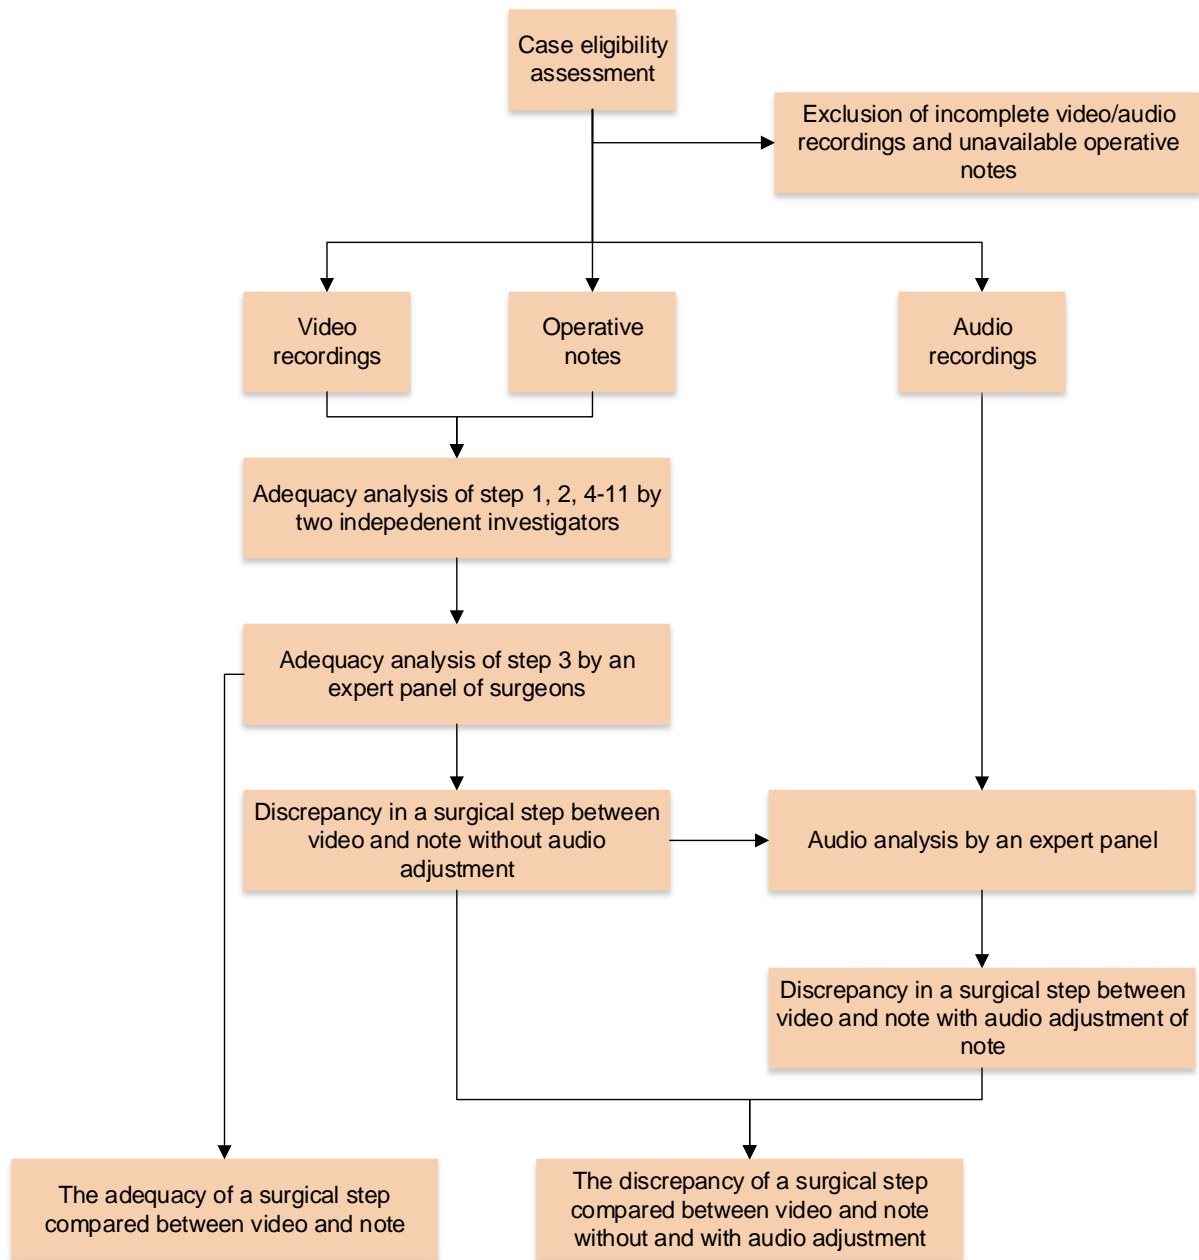 Case eligibility
assessment
Exclusion of incomplete video/audio
recordings and unavailable operative
notes
Video
recordings
Operative
notes
Audio
recordings
Adequacy analysis of step 1, 2, 4-11 by
two indepedenent investigators
Adequacy analysis of step 3 by an
expert panel of surgeons
Discrepancy in a surgical step between
video and note without audio
adjustment
Audio analysis by an expert panel
Discrepancy in a surgical step between
video and note with audio adjustment of
note
The adequacy of a surgical step
compared between video and note
The discrepancy of a surgical step
compared between video and note
without and with audio adjustment